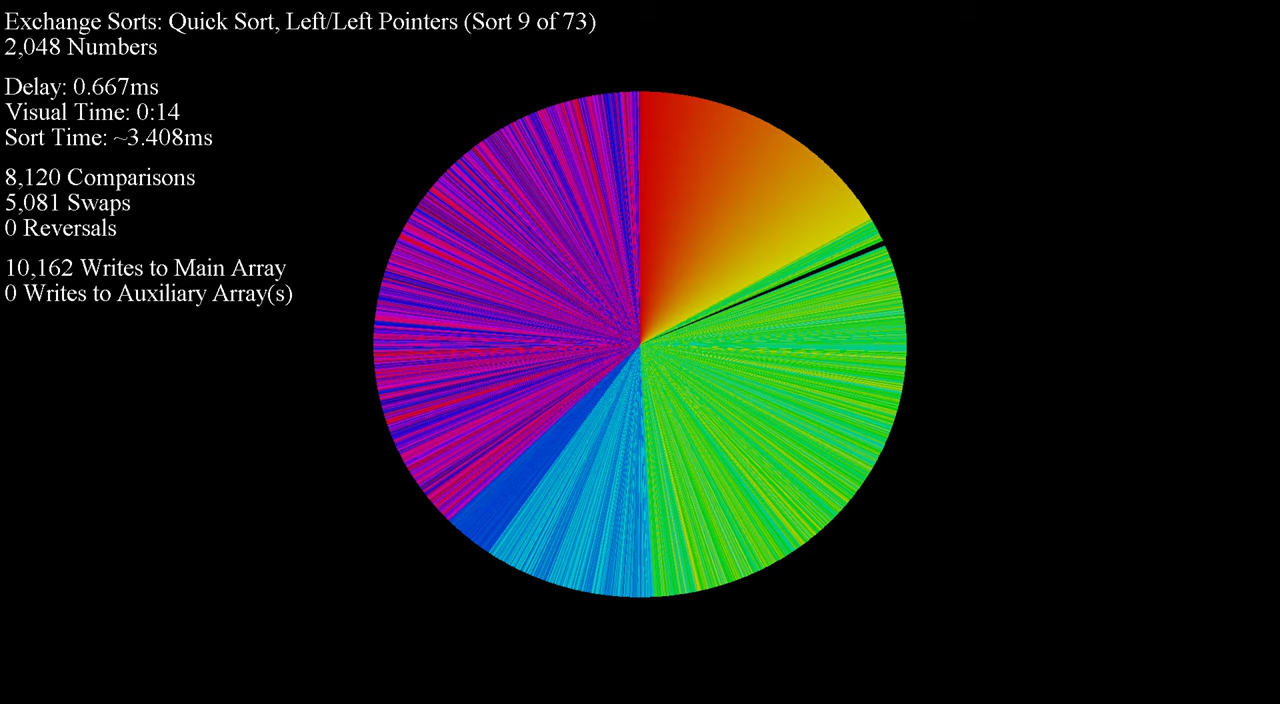 Exchange Sorts: Quick Sort, Left/Left Pointers (Sort 9 of 73)
2,048 Numbers
Delay: 0.667ms
Visual Time: 0:14
Sort Time: ~3.408ms
8,120 Comparisons
5,081 Swaps
0 Reversals
10,162 Writes to Main Array
0 Writes to Auxiliary Array(s)